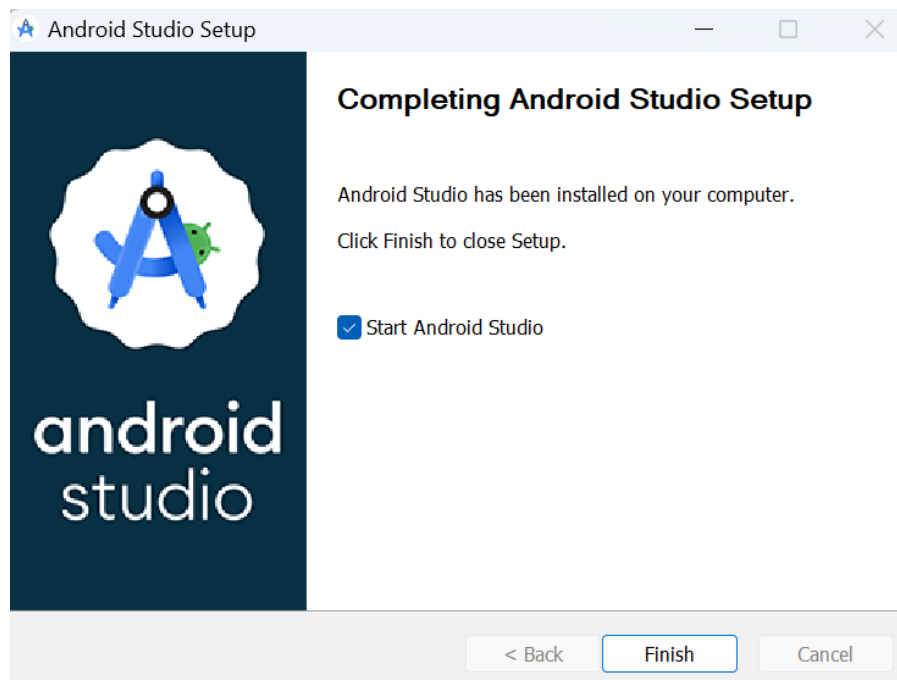 Android Studio Setup
Completing Android Studio Setup
Android Studio has been installed on your computer.
Click Finish to close Setup.
Start Android Studio
android
studio
< Back
Finish
Cancel